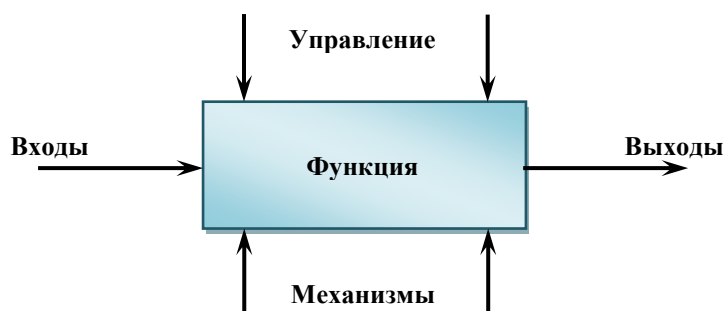 Управление
Входы
Функция
Выходы
Механизмы